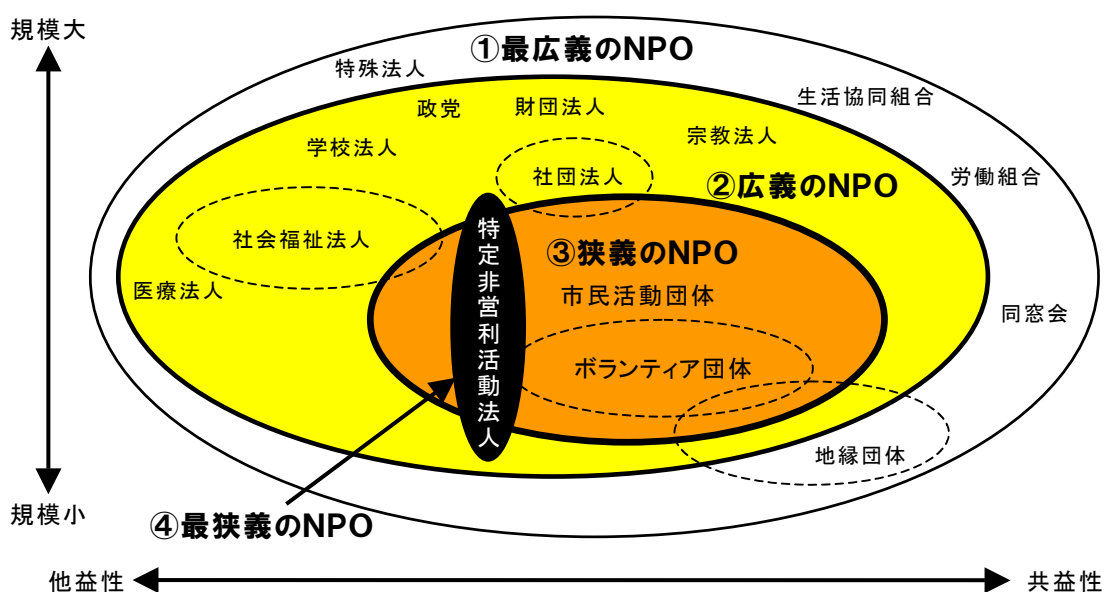 規模大
①最広義のNPO
特殊法人
生活協同組合
政党
財団法人
宗教法人
学校法人
社団法人
②広義のNPO
労働組合
社会福祉法人
特定非営利活動法人
③狭義のNPO
医療法人
市民活動団体
同窓会
ボランティア団体
地縁団体
規模小
④最狭義のNPO
他益性
共益性